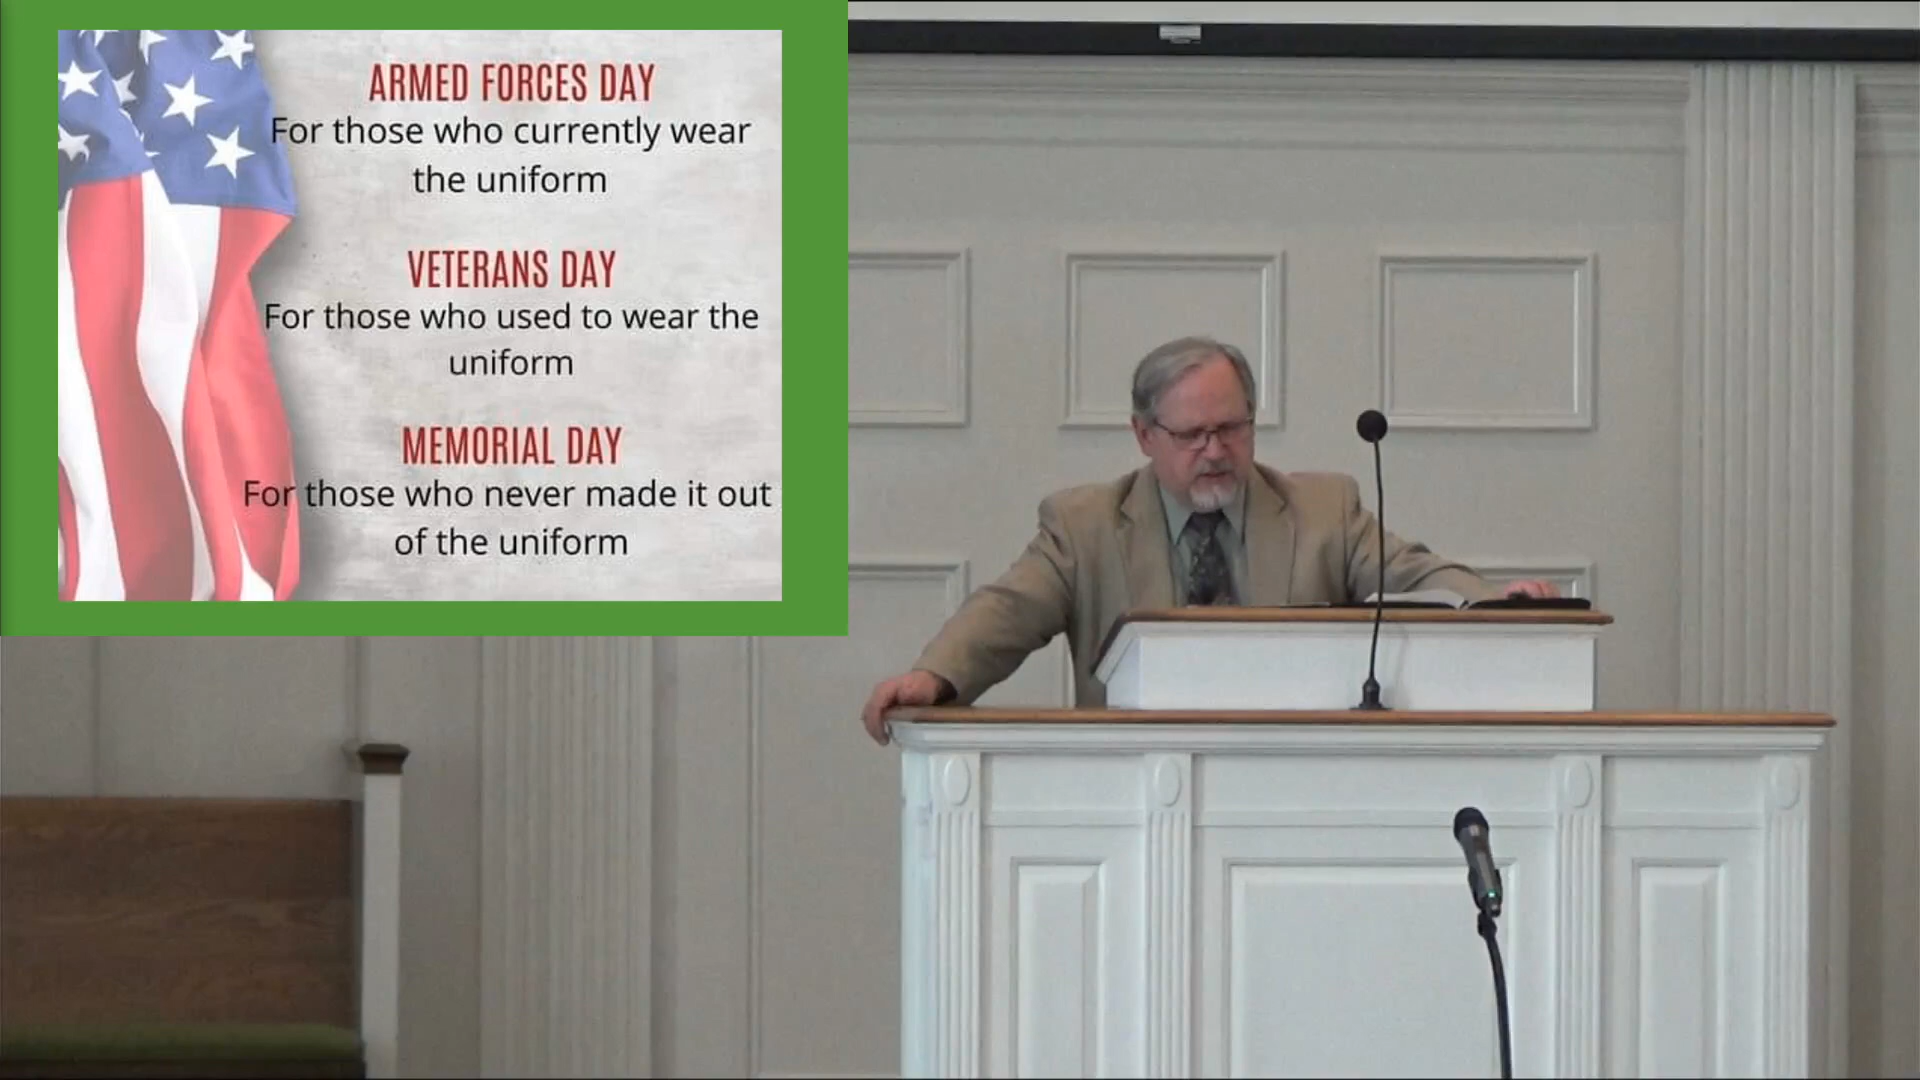 ARMED FORCES DAY
For those who currently wear
the uniform
VETERANS DAY
For those who used to wear the
uniform
MEMORIAL DAY
For those who never made it out
of the uniform